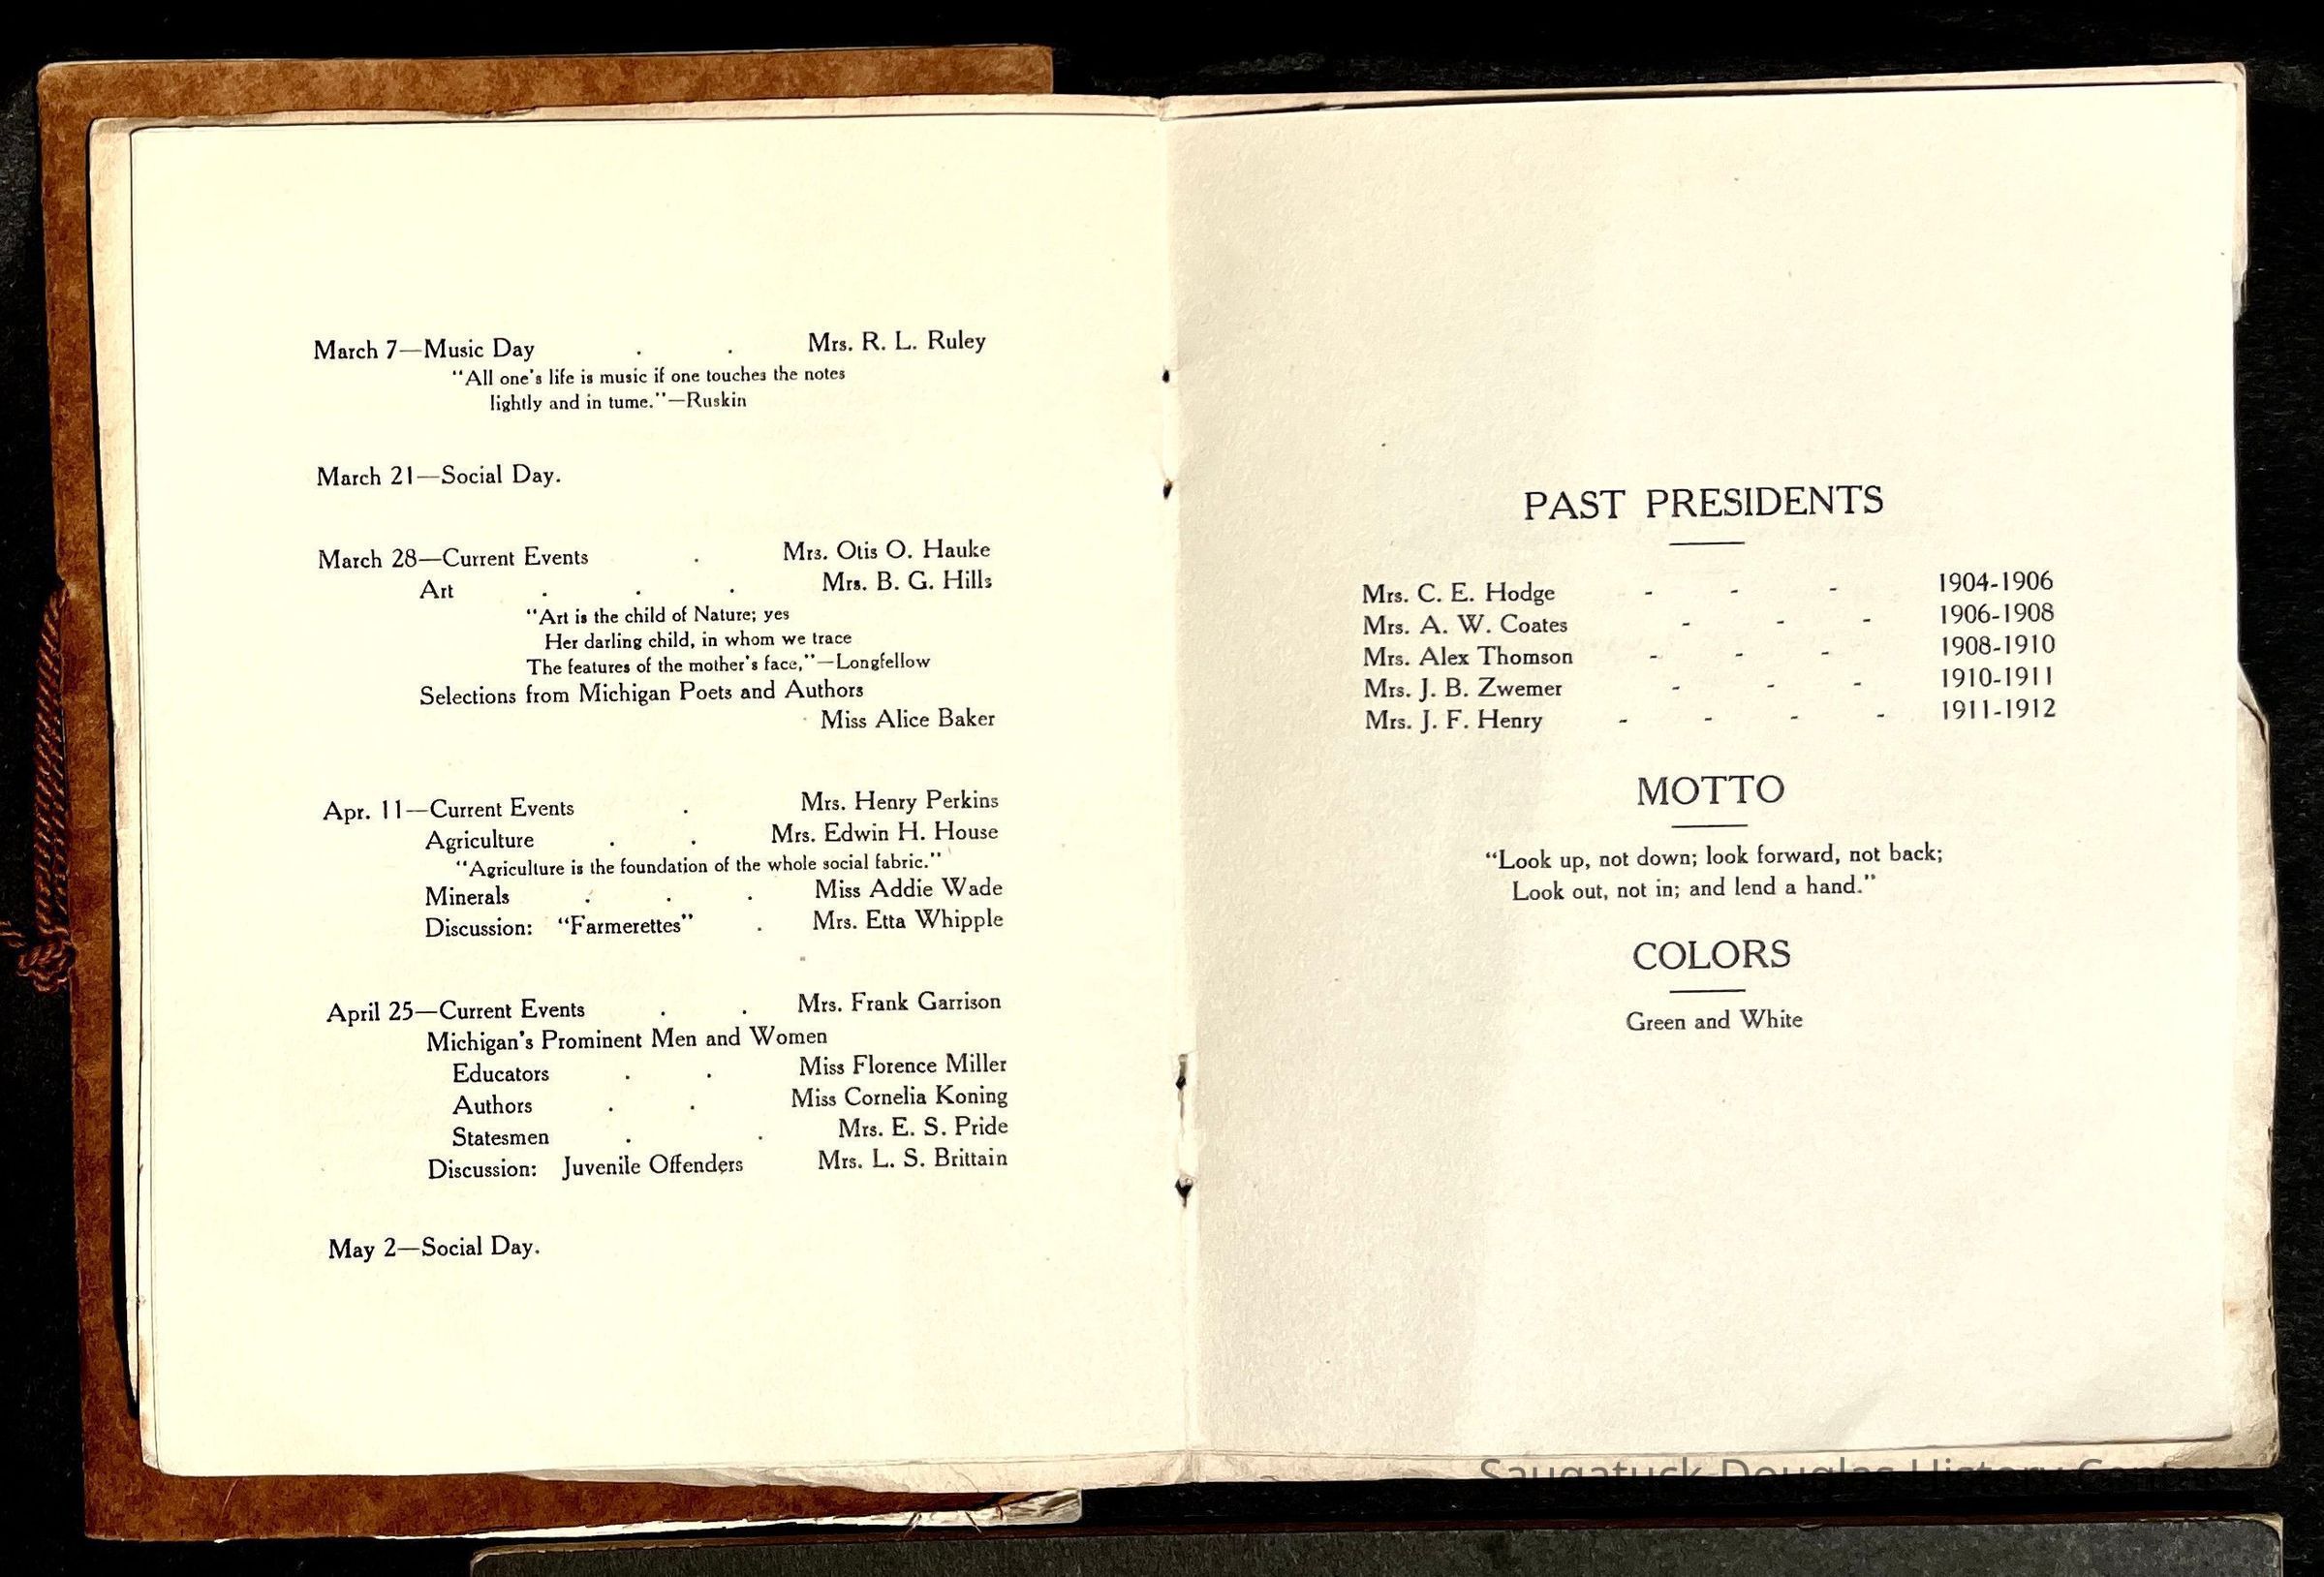 March 7—Music Day . . Mrs. R. L. Ruley
"All one's life is music if one touches the notes
lightly and in tume."—Ruskin
March 21—Social Day.
March 28—Current Events . Mrs. Otis O. Hauke
Art . . . Mrs. B. G. Hills
"Art is the child of Nature; yes
Her darling child, in whom we trace
The features of the mother's face,"—Longfellow
Selections from Michigan Poets and Authors
Miss Alice Baker
Apr. 11—Current Events . Mrs. Henry Perkins
Agriculture . . Mrs. Edwin H. House
"Agriculture is the foundation of the whole social fabric."
Minerals . . . Miss Addie Wade
Discussion: "Farmerettes" . Mrs. Etta Whipple
April 25—Current Events . . Mrs. Frank Garrison
Michigan's Prominent Men and Women
Educators . . Miss Florence Miller
Authors . . Miss Cornelia Koning
Statesmen . . Mrs. E. S. Pride
Discussion: Juvenile Offenders Mrs. L. S. Brittain
May 2—Social Day.
PAST PRESIDENTS
Mrs. C. E. Hodge - - - 1904-1906
Mrs. A. W. Coates - - - 1906-1908
Mrs. Alex Thomson - - - 1908-1910
Mrs. J. B. Zwemer - - - 1910-1911
Mrs. J. F. Henry - - - - 1911-1912
MOTTO
"Look up, not down; look forward, not back;
Look out, not in; and lend a hand."
COLORS
Green and White
Saugatuck-Douglas History Center